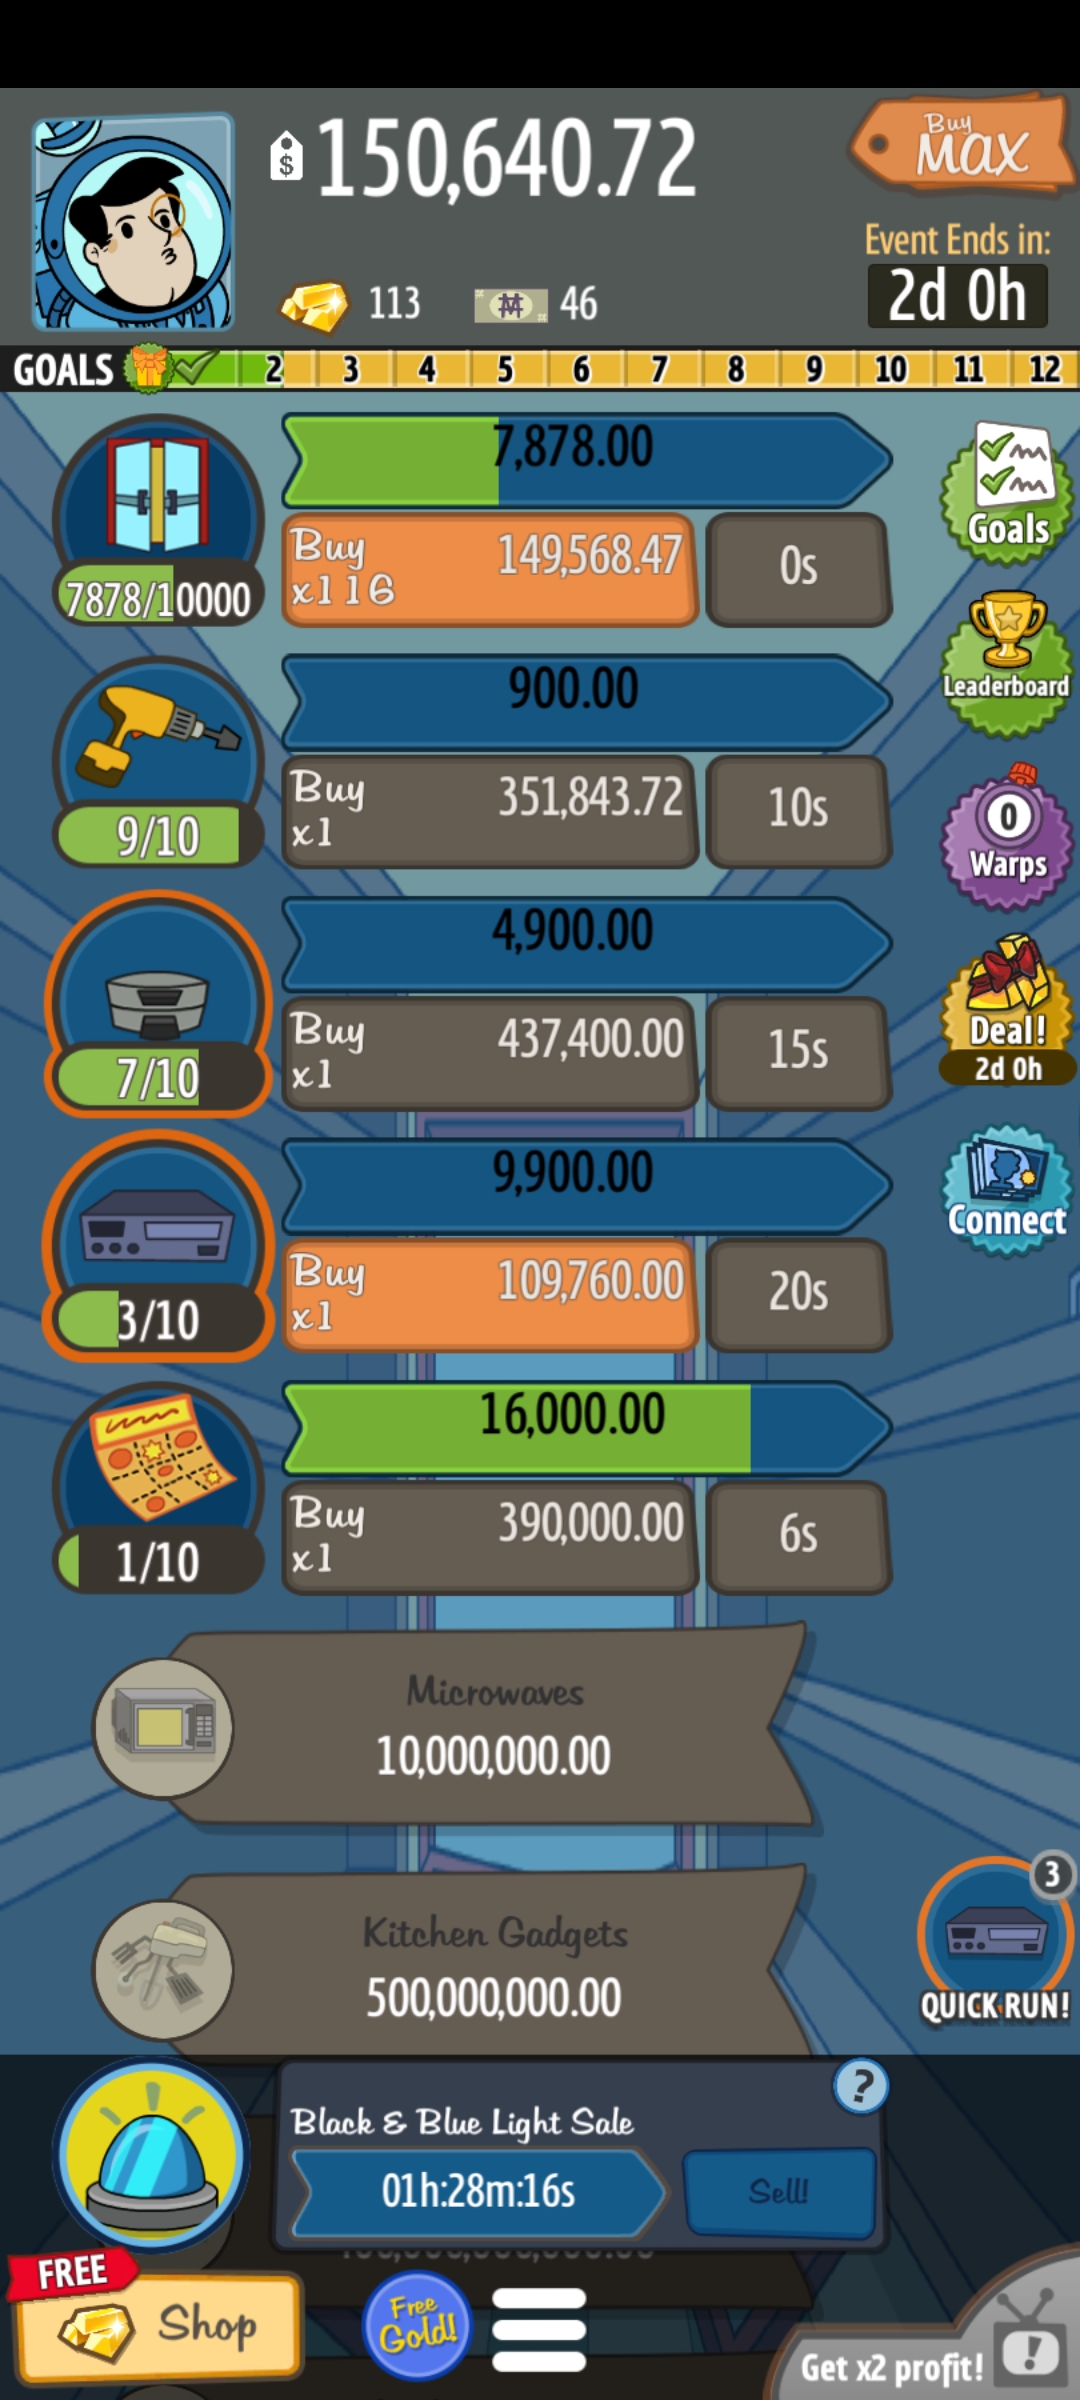 $ 150,640.72
Buy
MAX
Event Ends in:
2d 0h
113
46
GOALS 2 3 4 5 6 7 8 9 10 11 12
7,878.00
Buy
x116
149,568.47
0s
7878/10000
Goals
900.00
Buy
x1
351,843.72
10s
9/10
Leaderboard
0
Warps
4,900.00
Buy
x1
437,400.00
15s
7/10
Deal!
2d 0h
9,900.00
Buy
x1
109,760.00
20s
3/10
Connect
16,000.00
Buy
x1
390,000.00
6s
1/10
Microwaves
10,000,000.00
Kitchen Gadgets
500,000,000.00
3
QUICK RUN!
?
Black & Blue Light Sale
01h:28m:16s
Sell!
FREE
Shop
Free
Gold!
Get x2 profit!